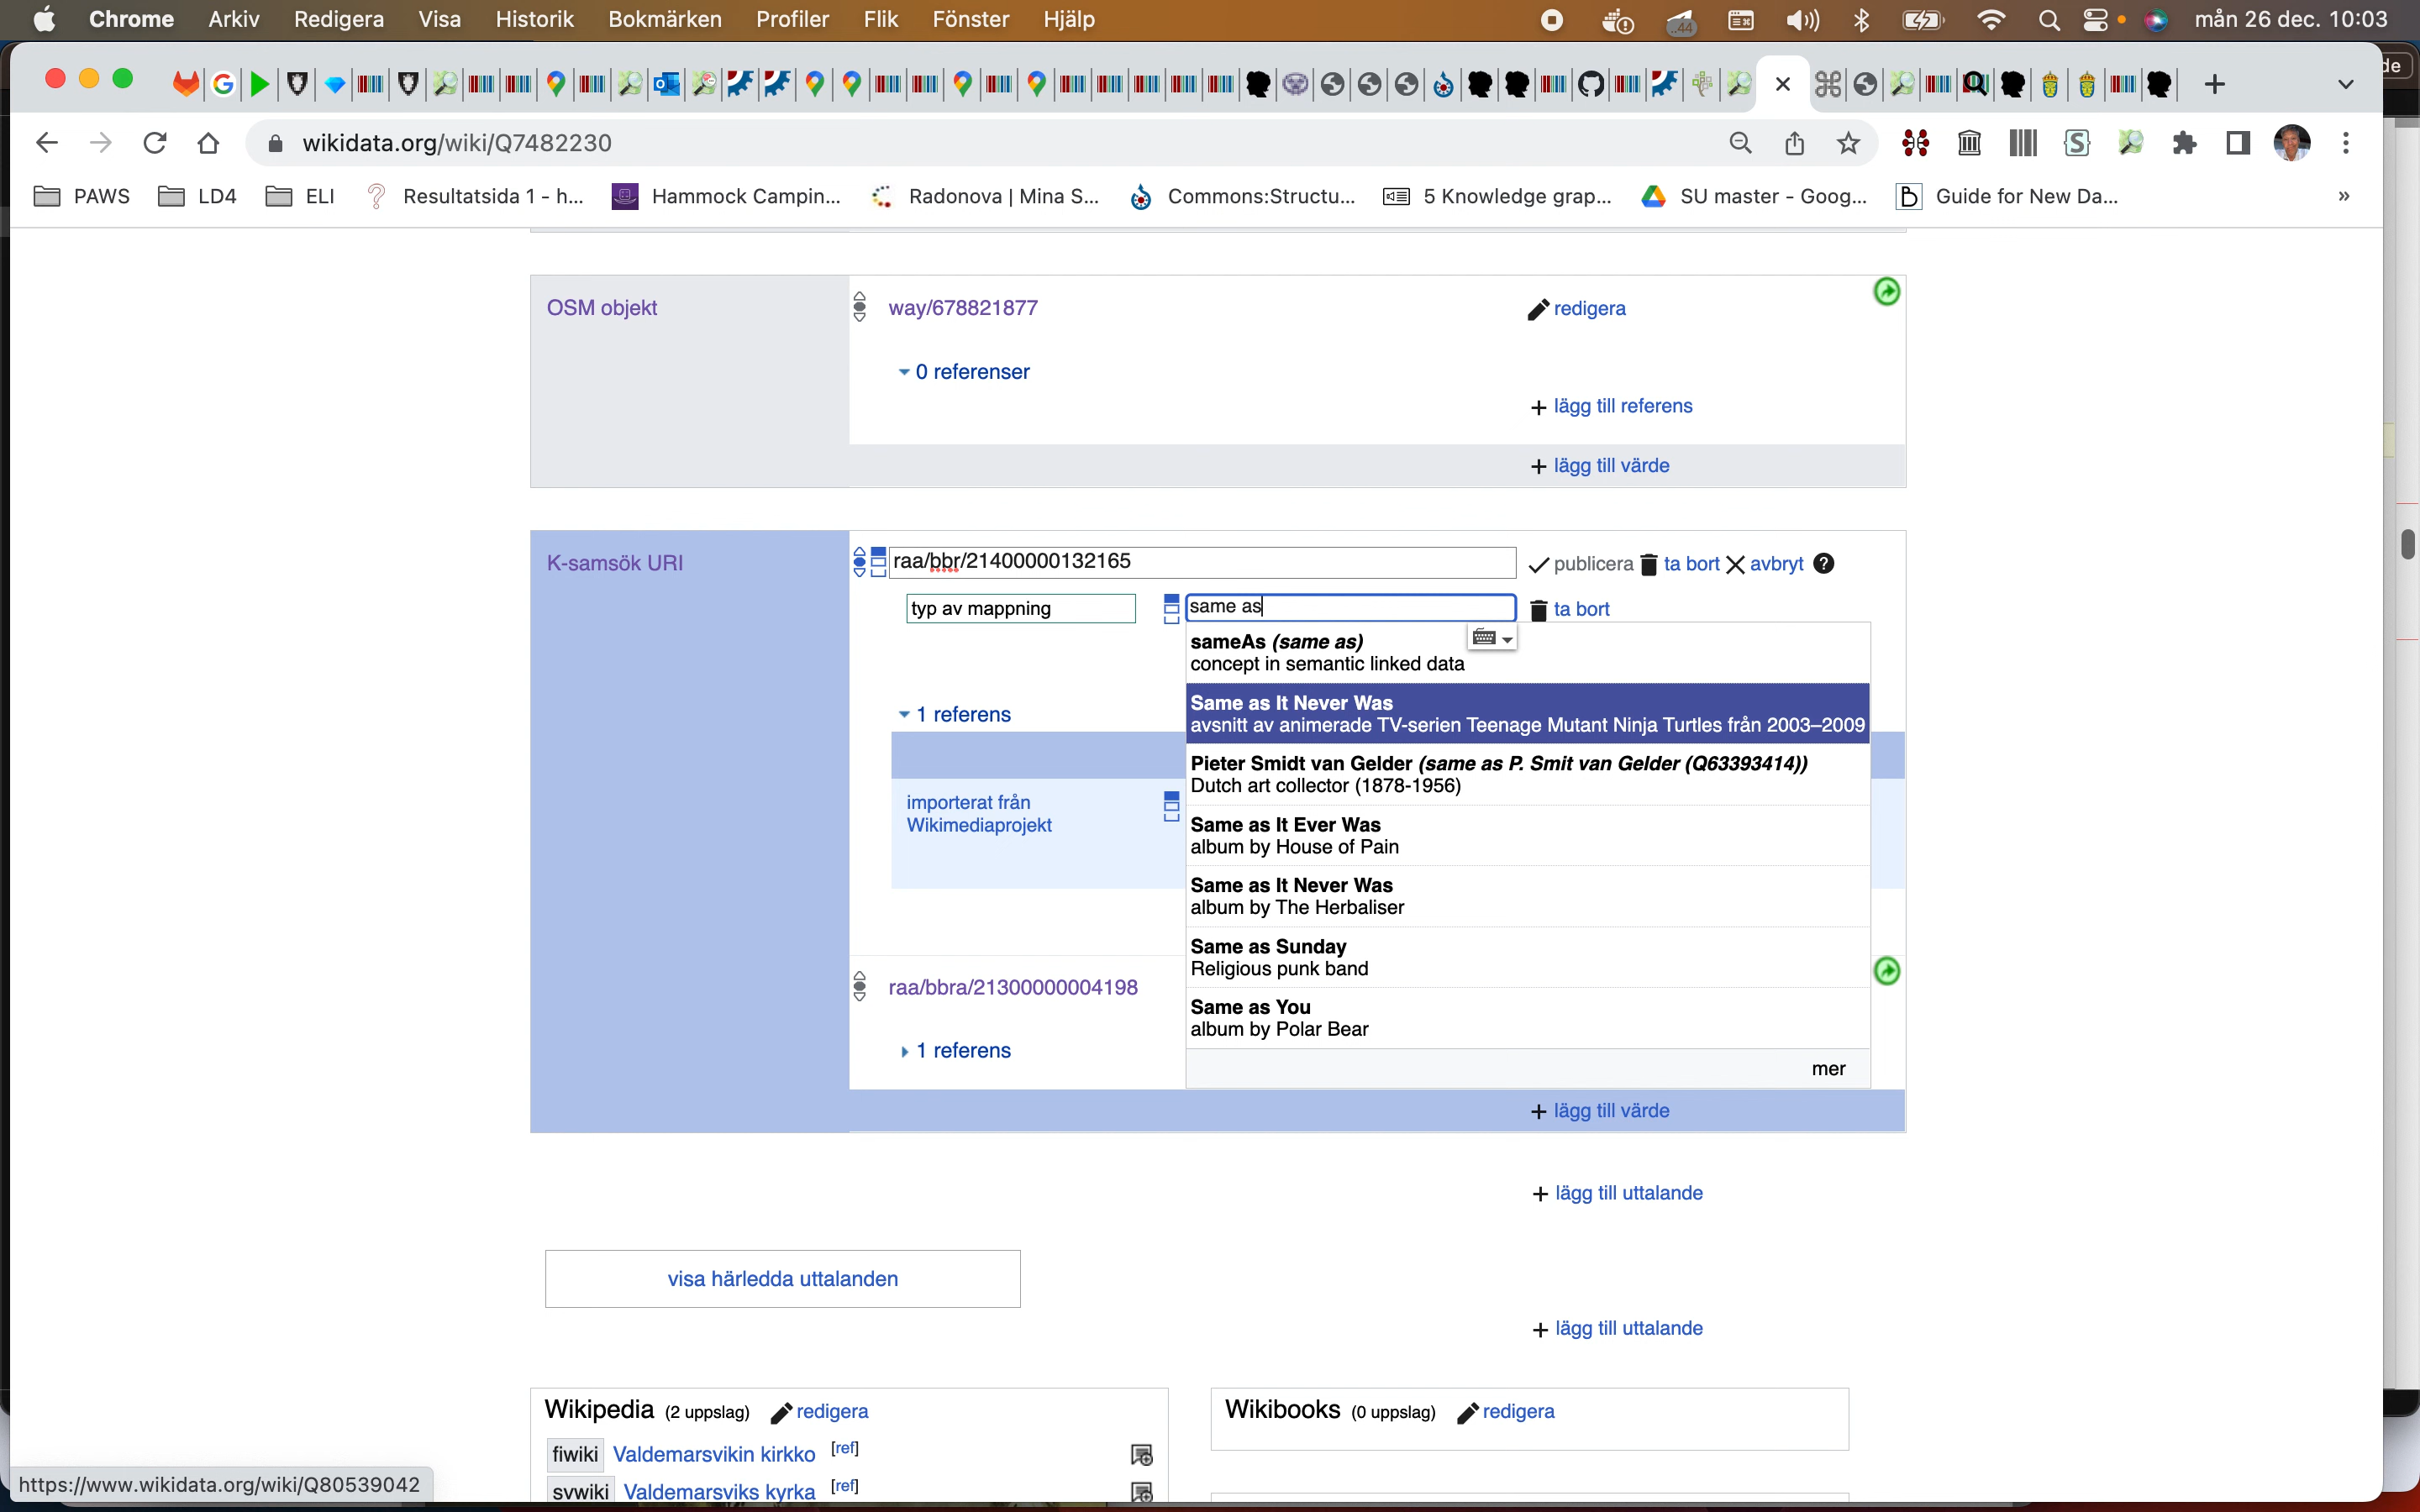 Chrome Arkiv Redigera Visa Historik Bokmärken Profiler Flik Fönster Hjälp 44 mån 26 dec. 10:03
de
wikidata.org/wiki/Q7482230
PAWS LD4 ELI Resultatsida 1 - h... Hammock Campin... Radonova | Mina S... Commons:Structu... 5 Knowledge grap... SU master - Goog... Guide for New Da... »
OSM objekt way/678821877 redigera
0 referenser
+ lägg till referens
+ lägg till värde
K-samsök URI raa/bbr/21400000132165 publicera ta bort avbryt ?
typ av mappning same as ta bort
sameAs (same as)
concept in semantic linked data
Same as It Never Was
avsnitt av animerade TV-serien Teenage Mutant Ninja Turtles från 2003–2009
1 referens
Pieter Smidt van Gelder (same as P. Smit van Gelder (Q63393414))
Dutch art collector (1878-1956)
importerat från
Wikimediaprojekt
Same as It Ever Was
album by House of Pain
Same as It Never Was
album by The Herbaliser
Same as Sunday
Religious punk band
raa/bbra/21300000004198
Same as You
album by Polar Bear
1 referens
mer
+ lägg till värde
+ lägg till uttalande
visa härledda uttalanden
+ lägg till uttalande
Wikipedia (2 uppslag) redigera
fiwiki Valdemarsvikin kirkko [ref]
svwiki Valdemarsviks kyrka [ref]
Wikibooks (0 uppslag) redigera
https://www.wikidata.org/wiki/Q80539042